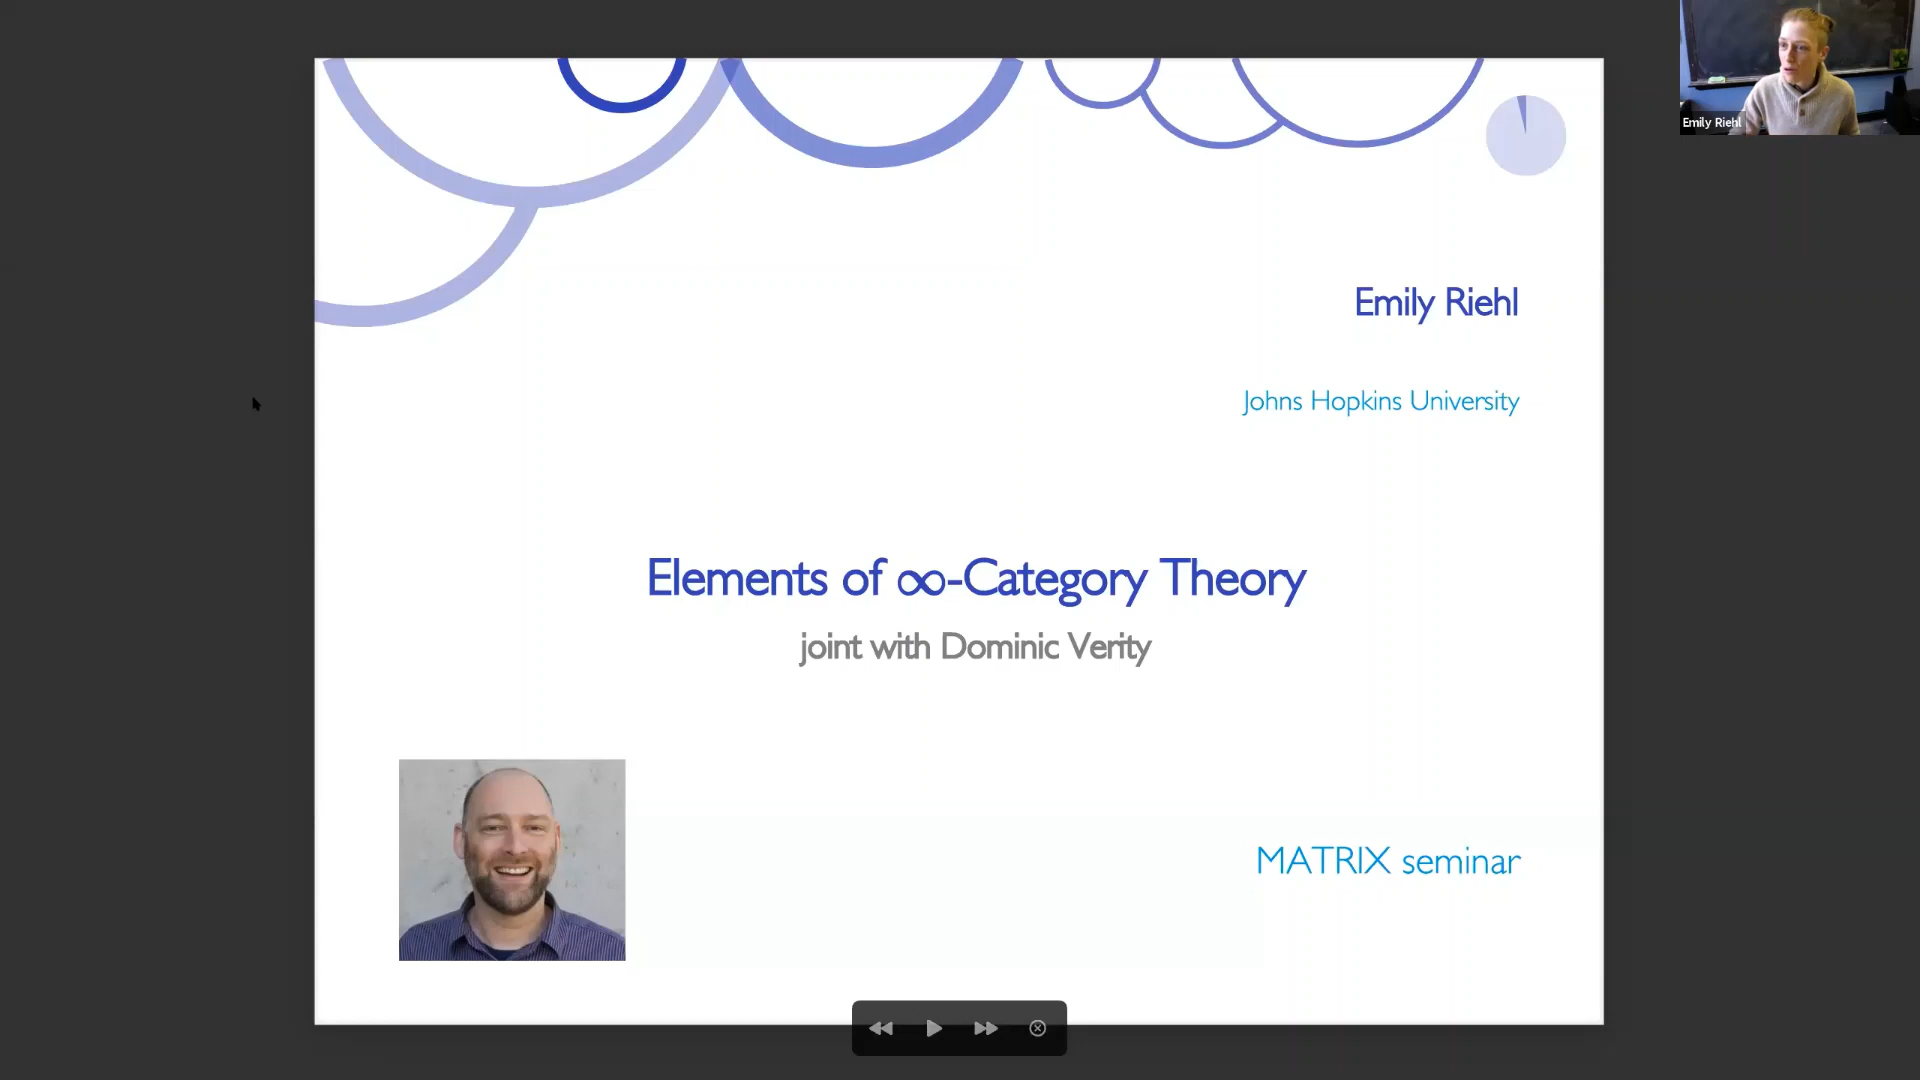 Emily Riehl
Emily Riehl
Johns Hopkins University
Elements of ∞-Category Theory
joint with Dominic Verity
MATRIX seminar